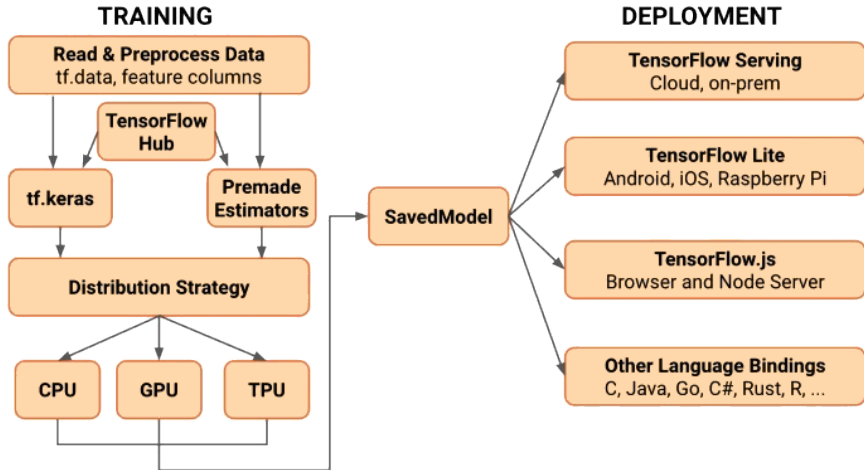 TRAINING
Read & Preprocess Data
tf.data, feature columns
TensorFlow
Hub
tf.keras
Premade
Estimators
Distribution Strategy
CPU
GPU
TPU
SavedModel
DEPLOYMENT
TensorFlow Serving
Cloud, on-prem
TensorFlow Lite
Android, iOS, Raspberry Pi
TensorFlow.js
Browser and Node Server
Other Language Bindings
C, Java, Go, C#, Rust, R, ...